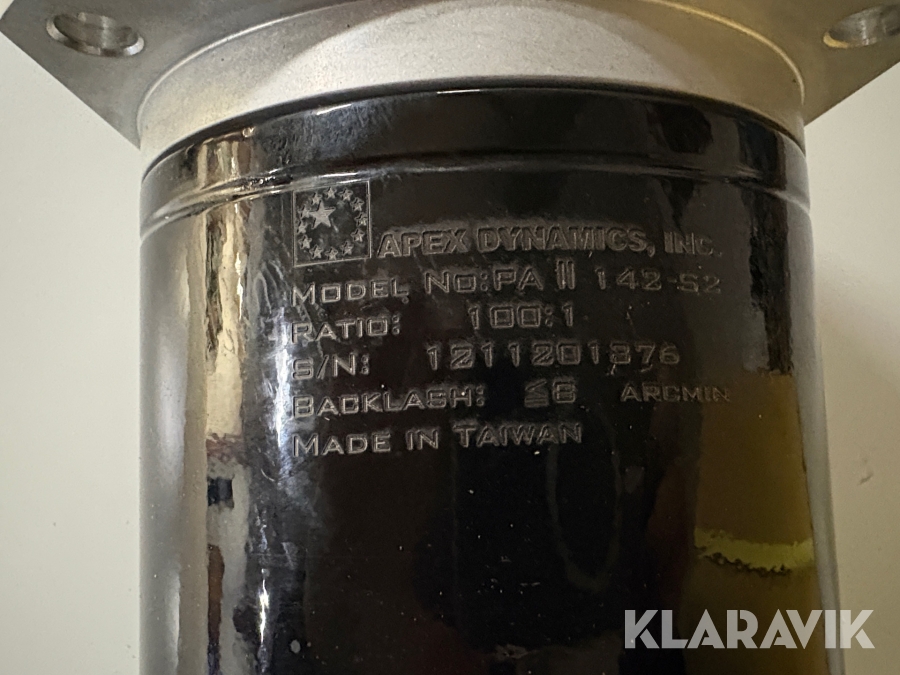 APEX DYNAMICS, INC.
MODEL NO:PA II 142-S2
RATIO: 100:1
S/N: 1211201376
BACKLASH: ≦6 ARCMIN
MADE IN TAIWAN
KLARAVIK